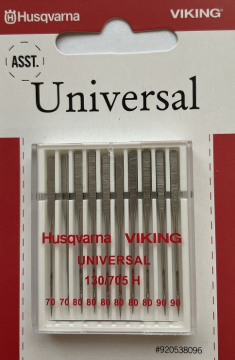 Husqvarna VIKING
ASST.
Universal
Husqvarna VIKING
UNIVERSAL
130/705 H
70 70 80 80 80 80 80 80 90 90
#920538096